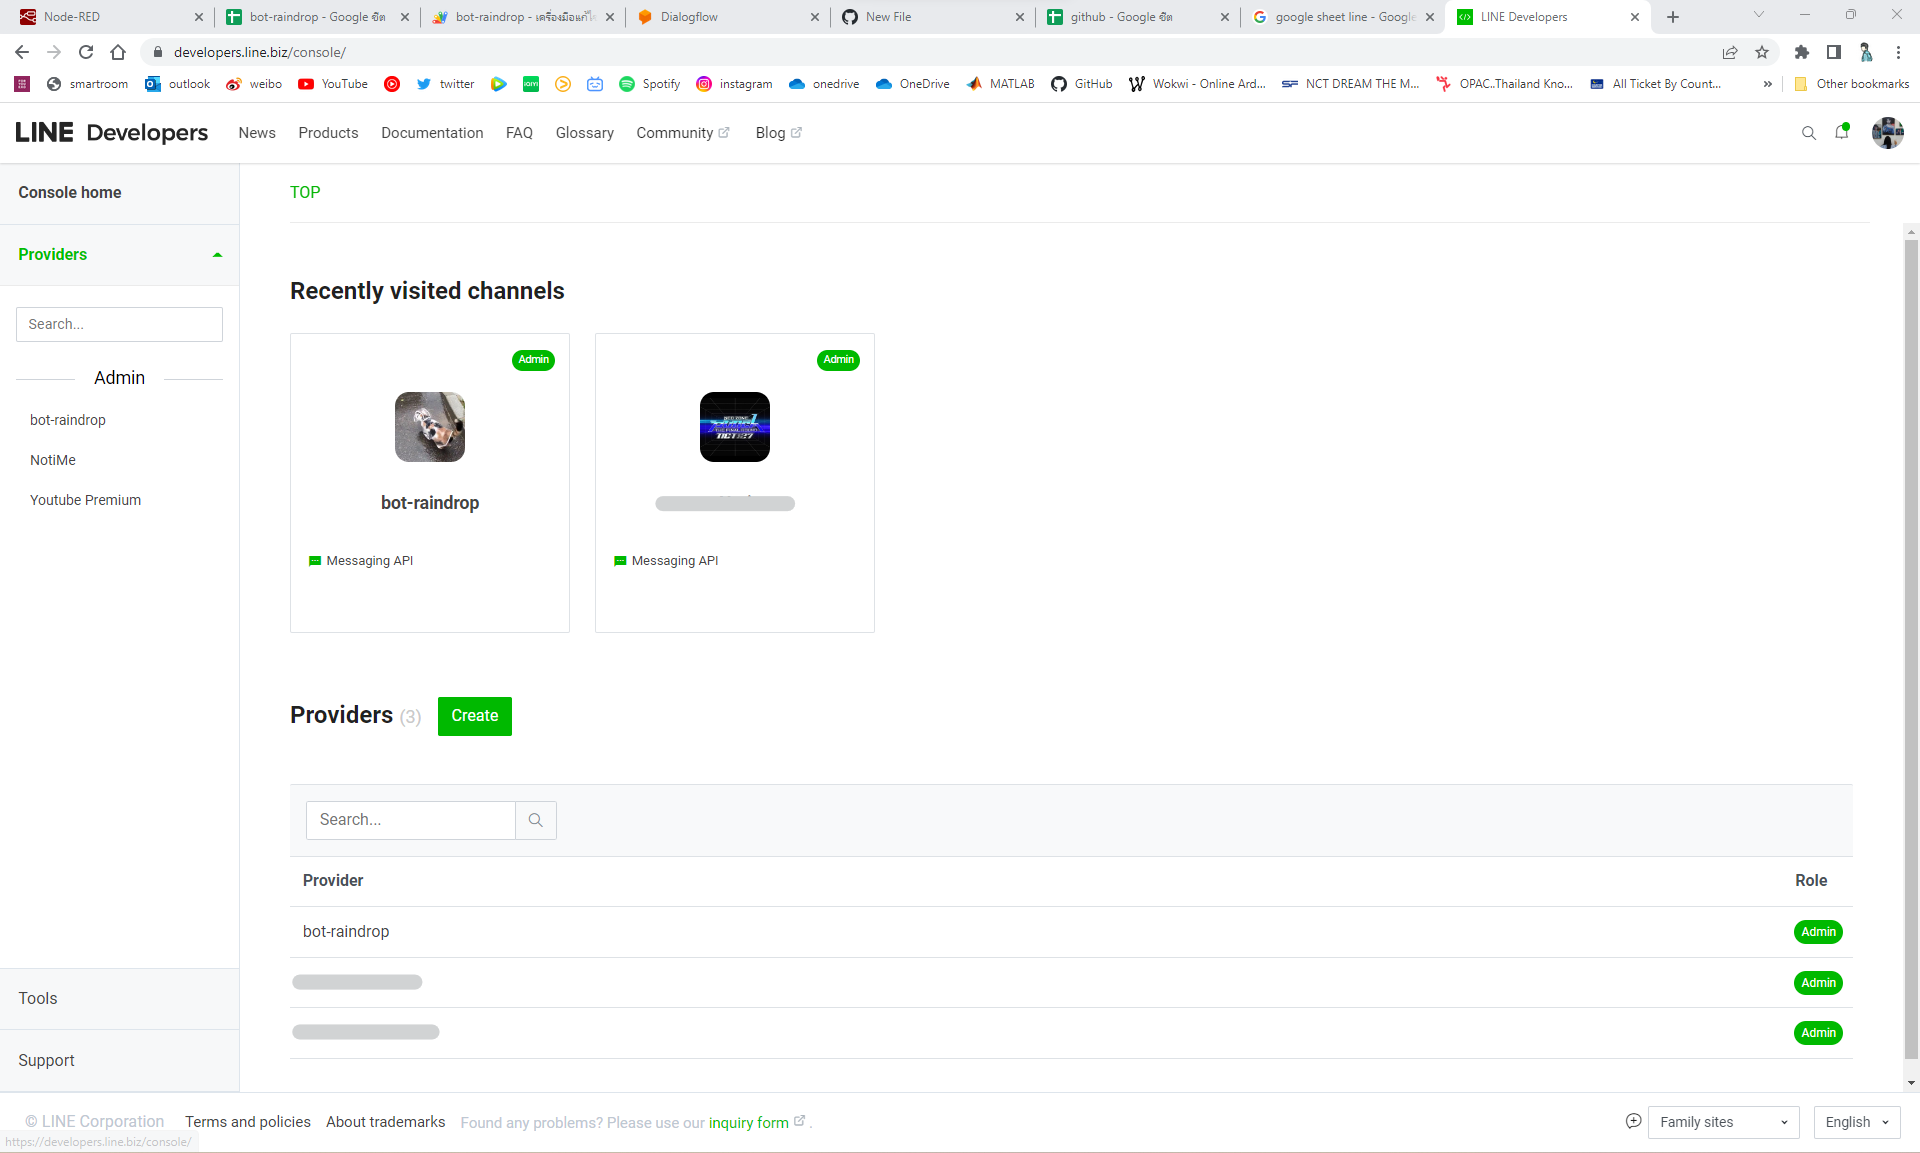 Node-RED
bot-raindrop - Google ชีต
bot-raindrop - เครื่องมือแก้ไข
Dialogflow
New File
github - Google ชีต
google sheet line - Google
LINE Developers
developers.line.biz/console/
smartroom
outlook
weibo
YouTube
twitter
Spotify
instagram
onedrive
OneDrive
MATLAB
GitHub
Wokwi - Online Ard...
NCT DREAM THE M...
OPAC..Thailand Kno...
All Ticket By Count...
»
Other bookmarks
LINE Developers
News
Products
Documentation
FAQ
Glossary
Community
Blog
Console home
Providers
Search...
Admin
bot-raindrop
NotiMe
Youtube Premium
Tools
Support
TOP
Recently visited channels
Admin
bot-raindrop
Messaging API
Admin
Messaging API
Providers (3)
Create
Search...
Provider
Role
bot-raindrop
Admin
Admin
Admin
© LINE Corporation
Terms and policies
About trademarks
Found any problems? Please use our inquiry form .
Family sites
English
https://developers.line.biz/console/